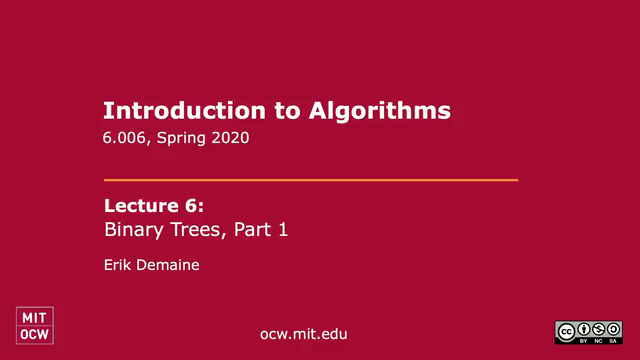 Introduction to Algorithms
6.006, Spring 2020
Lecture 6:
Binary Trees, Part 1
Erik Demaine
MIT
OCW
ocw.mit.edu
cc
BY NC SA